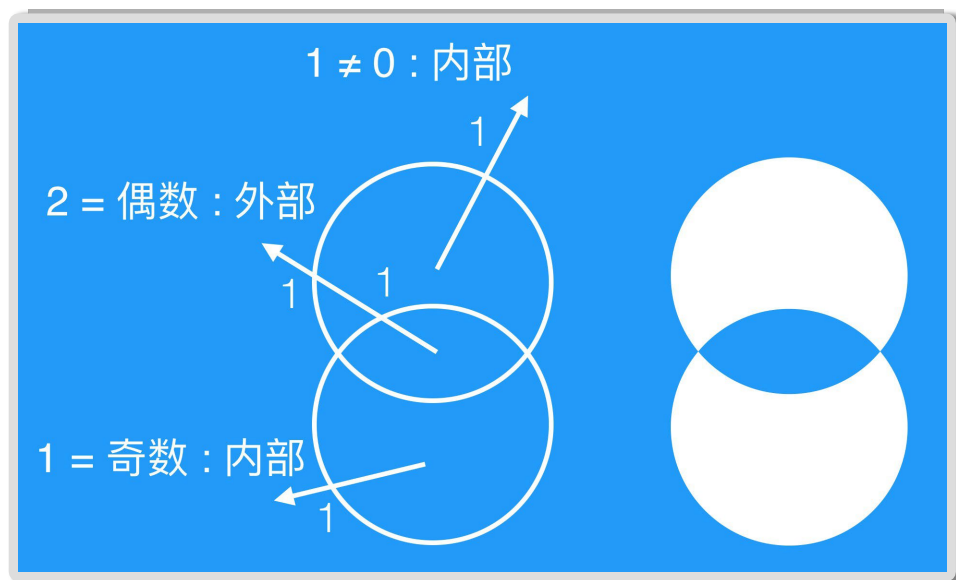 1 ≠ 0 : 内部
1
2 = 偶数 : 外部
1
1
1 = 奇数 : 内部
1